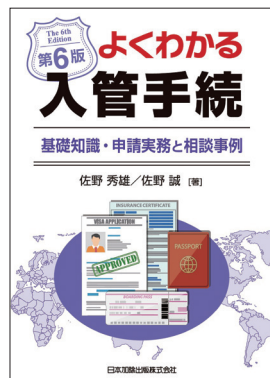 The 6th
Edition
第6版
よくわかる
入管手続
基礎知識・申請実務と相談事例
佐野 秀雄／佐野 誠 [著]
INSURANCE CERTIFICATE
VISA APPLICATION
APPROVED
PASSPORT
BOARDING PASS
日本加除出版株式会社